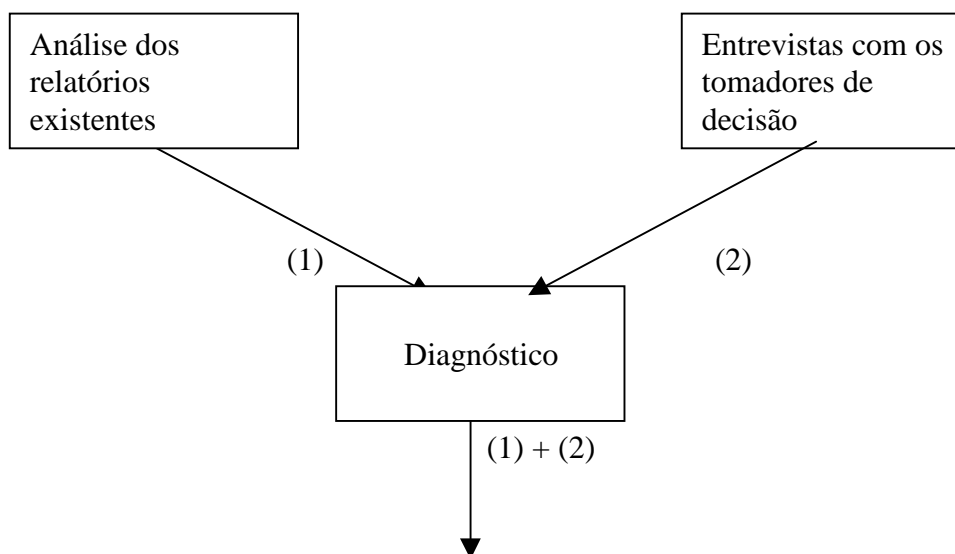 Análise dos
relatórios
existentes
Entrevistas com os
tomadores de
decisão
(1)
(2)
Diagnóstico
(1) + (2)